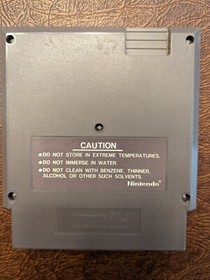 CAUTION
•DO NOT STORE IN EXTREME TEMPERATURES.
•DO NOT IMMERSE IN WATER.
•DO NOT CLEAN WITH BENZENE, THINNER,
ALCOHOL OR OTHER SUCH SOLVENTS.
Nintendo